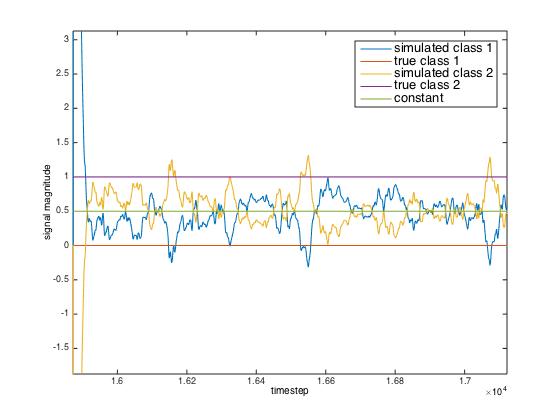 simulated class 1
true class 1
simulated class 2
true class 2
constant
3
2.5
2
1.5
1
0.5
0
-0.5
-1
-1.5
signal magnitude
1.6 1.62 1.64 1.66 1.68 1.7
timestep
×10^4